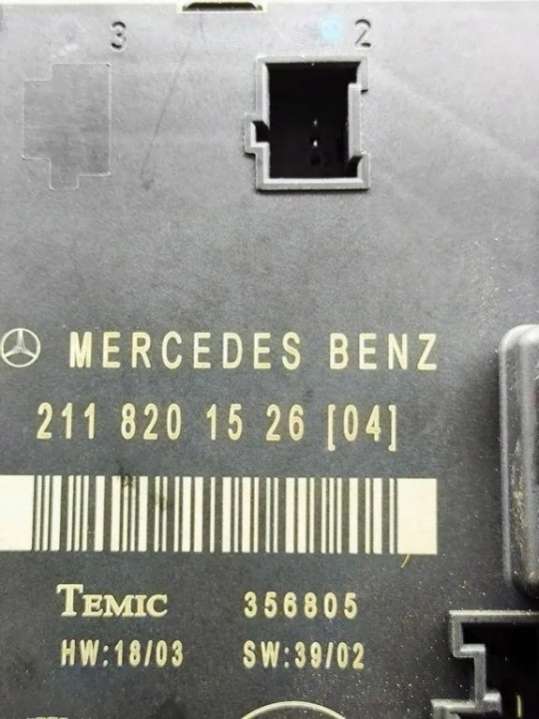 3 2
MERCEDES BENZ
211 820 15 26 [04]
TEMIC 356805
HW:18/03 SW:39/02